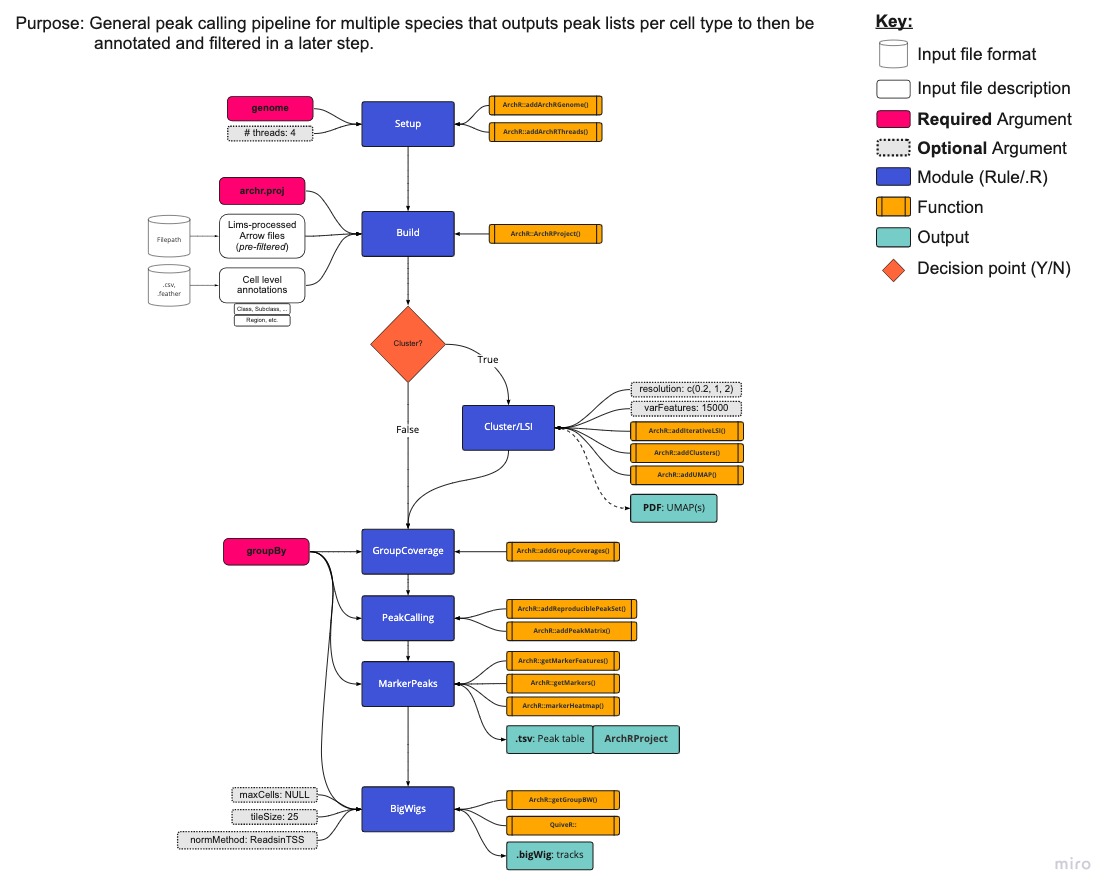 Purpose: General peak calling pipeline for multiple species that outputs peak lists per cell type to then be
annotated and filtered in a later step.
Key:
Input file format
Input file description
Required Argument
Optional Argument
Module (Rule/.R)
Function
Output
Decision point (Y/N)
genome
# threads: 4
Setup
ArchR::addArchRGenome()
ArchR::addArchRThreads()
archr.proj
Filepath
Lims-processed
Arrow files
(pre-filtered)
.csv,
.feather
Cell level
annotations
Class, Subclass, ...
Region, etc.
Build
ArchR::ArchRProject()
Cluster?
True
False
Cluster/LSI
resolution: c(0.2, 1, 2)
varFeatures: 15000
ArchR::addIterativeLSI()
ArchR::addClusters()
ArchR::addUMAP()
PDF: UMAP(s)
groupBy
GroupCoverage
ArchR::addGroupCoverages()
PeakCalling
ArchR::addReproduciblePeakSet()
ArchR::addPeakMatrix()
MarkerPeaks
ArchR::getMarkerFeatures()
ArchR::getMarkers()
ArchR::markerHeatmap()
.tsv: Peak table
ArchRProject
maxCells: NULL
tileSize: 25
normMethod: ReadsinTSS
BigWigs
ArchR::getGroupBW()
QuiveR::
.bigWig: tracks
miro